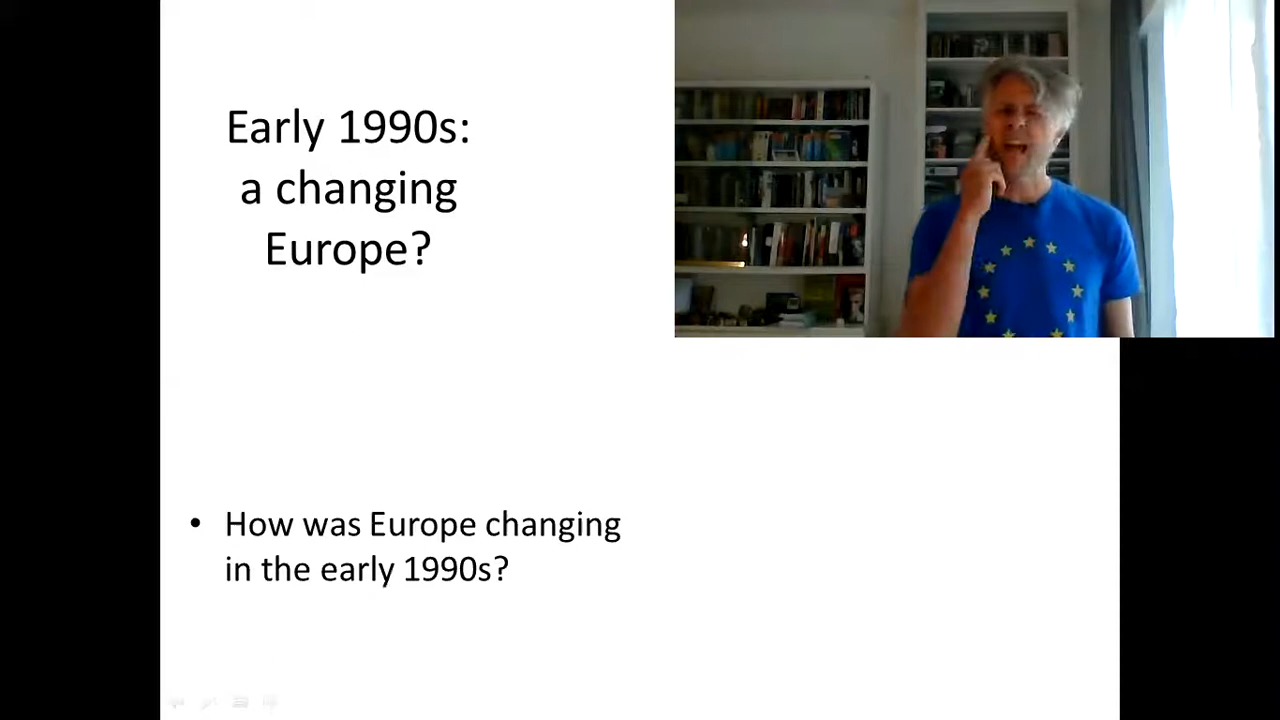 Early 1990s:
a changing
Europe?
• How was Europe changing
in the early 1990s?